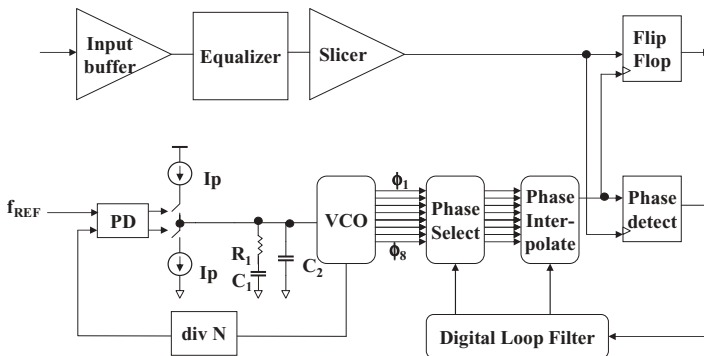 Input
buffer
Equalizer
Slicer
Flip
Flop
Ip
fREF
PD
Ip
R1
C1
C2
VCO
ϕ1
ϕ8
Phase
Select
Phase
Inter-
polate
Phase
detect
div N
Digital Loop Filter